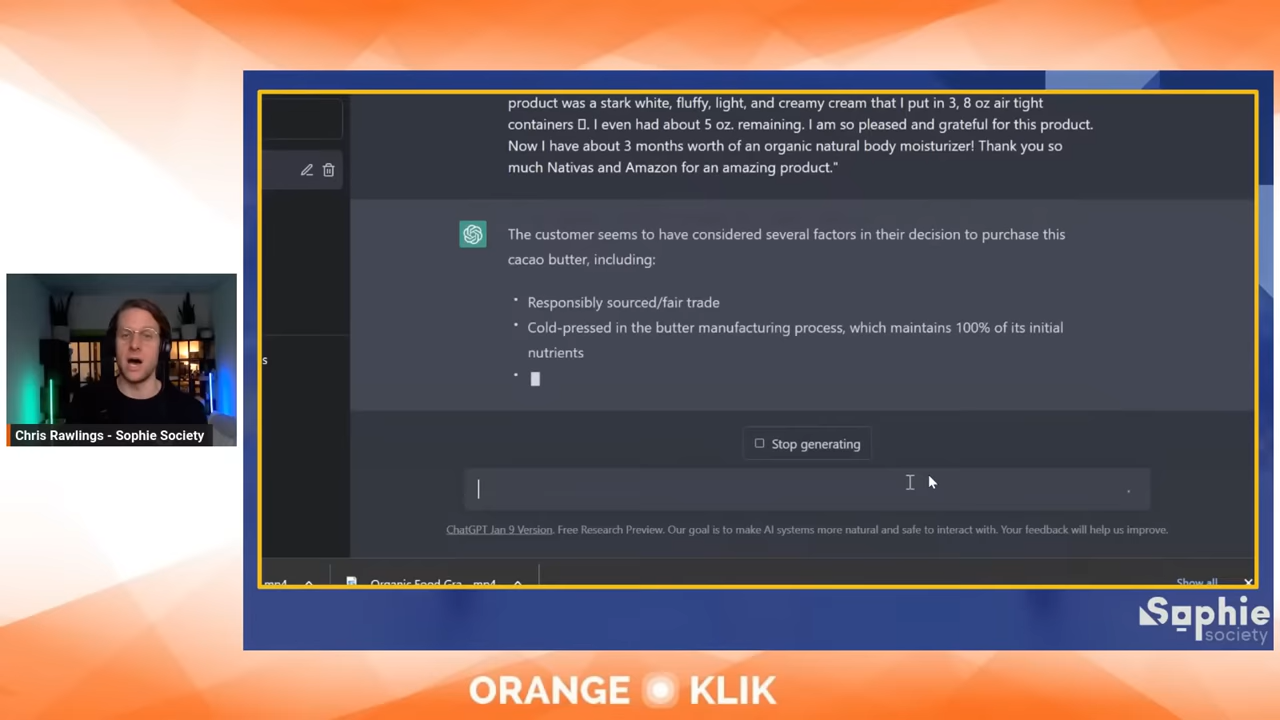 product was a stark white, fluffy, light, and creamy cream that I put in 3, 8 oz air tight
containers ▯. I even had about 5 oz. remaining. I am so pleased and grateful for this product.
Now I have about 3 months worth of an organic natural body moisturizer! Thank you so
much Nativas and Amazon for an amazing product."
The customer seems to have considered several factors in their decision to purchase this
cacao butter, including:
• Responsibly sourced/fair trade
• Cold-pressed in the butter manufacturing process, which maintains 100% of its initial
nutrients
•
s
Stop generating
ChatGPT Jan 9 Version. Free Research Preview. Our goal is to make AI systems more natural and safe to interact with. Your feedback will help us improve.
mp4
Organic Food Gra....mp4
Show all
Chris Rawlings - Sophie Society
Sophie
society
ORANGE KLIK